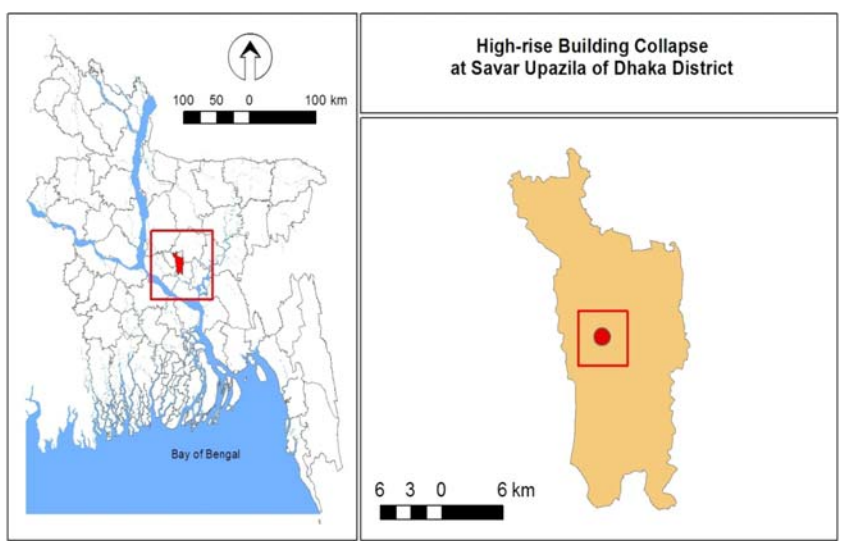 High-rise Building Collapse
at Savar Upazila of Dhaka District
100 50 0 100 km
Bay of Bengal
6 3 0 6 km